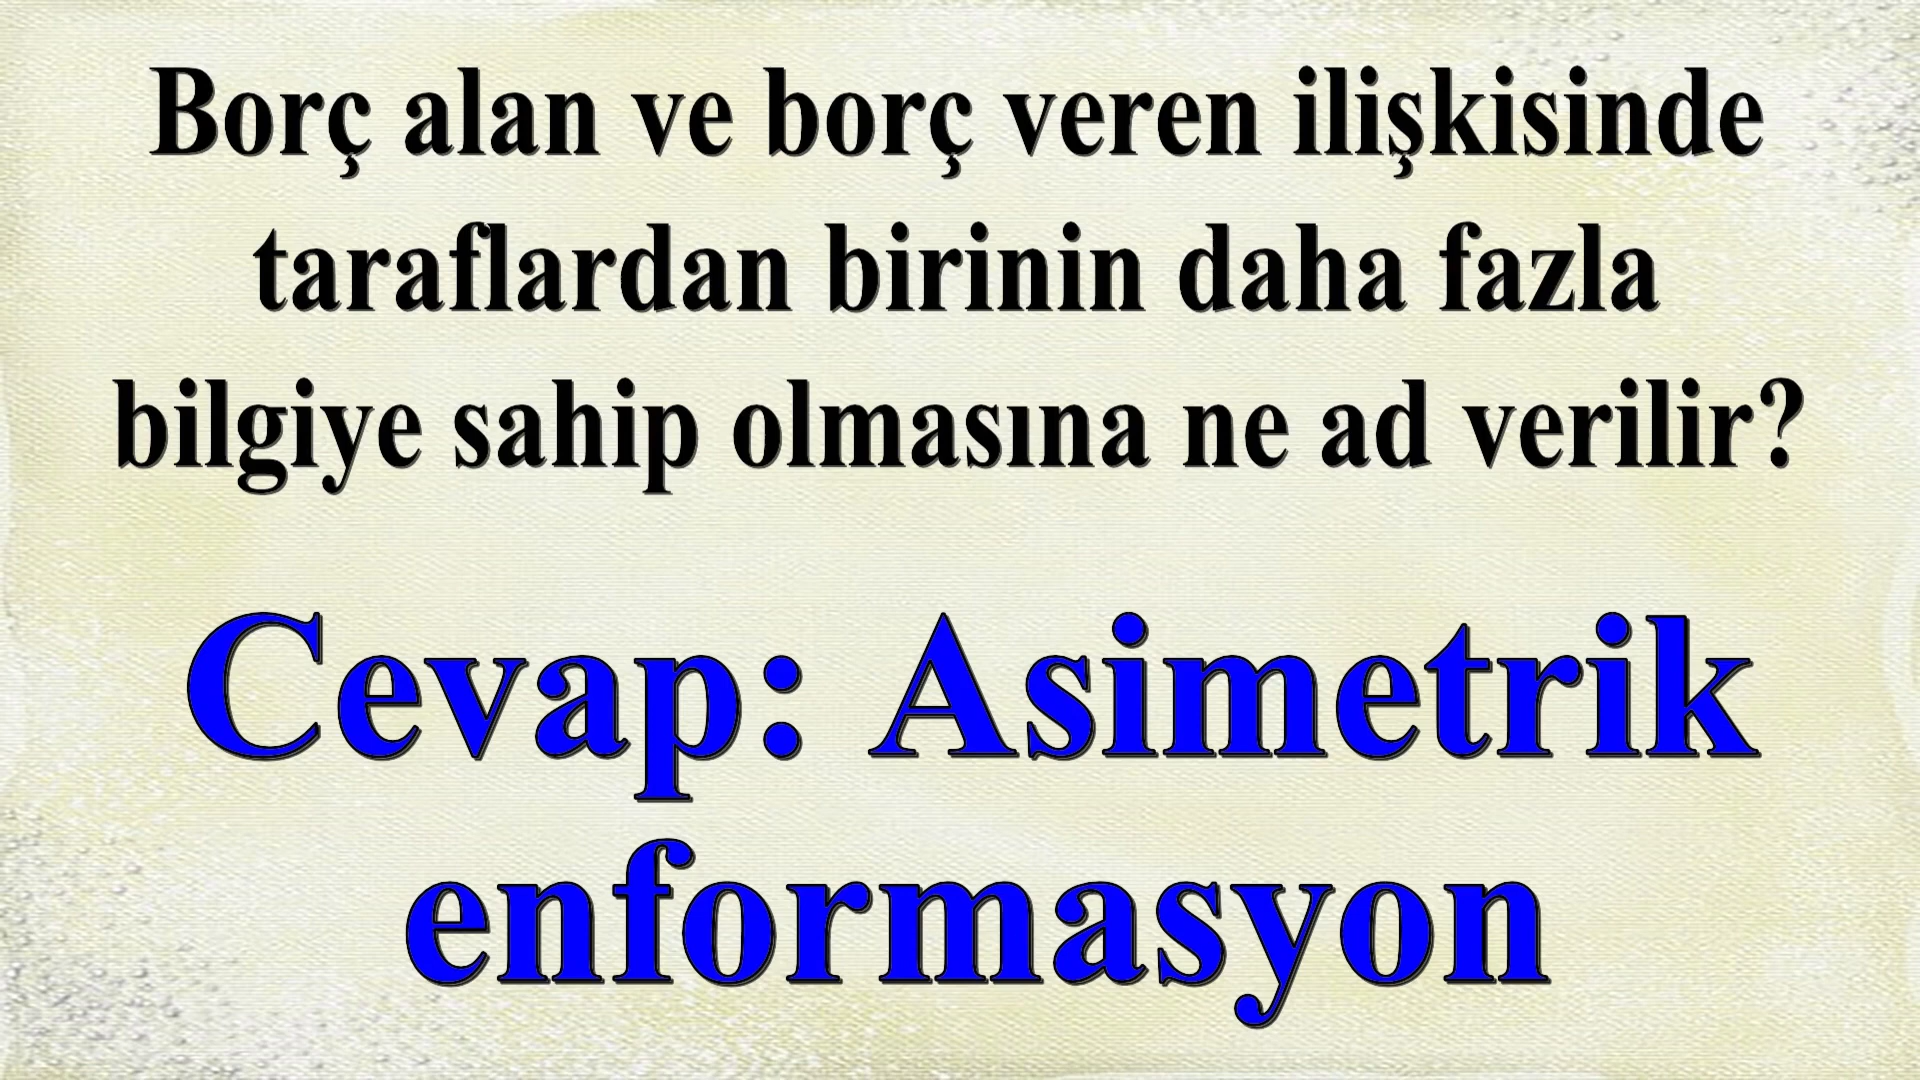 Borç alan ve borç veren ilişkisinde
taraflardan birinin daha fazla
bilgiye sahip olmasına ne ad verilir?
Cevap: Asimetrik
enformasyon